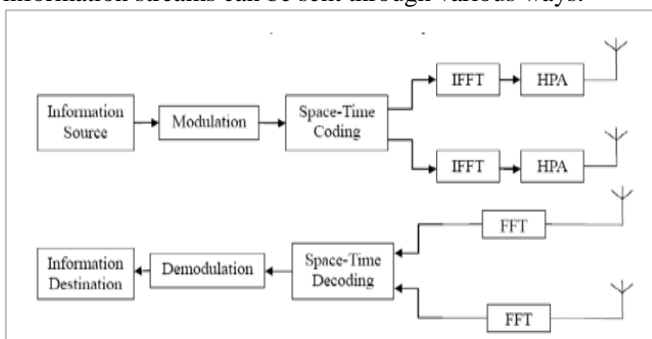 information streams can be sent through various ways.
IFFT
HPA
Information
Source
Modulation
Space-Time
Coding
IFFT
HPA
FFT
Information
Destination
Demodulation
Space-Time
Decoding
FFT